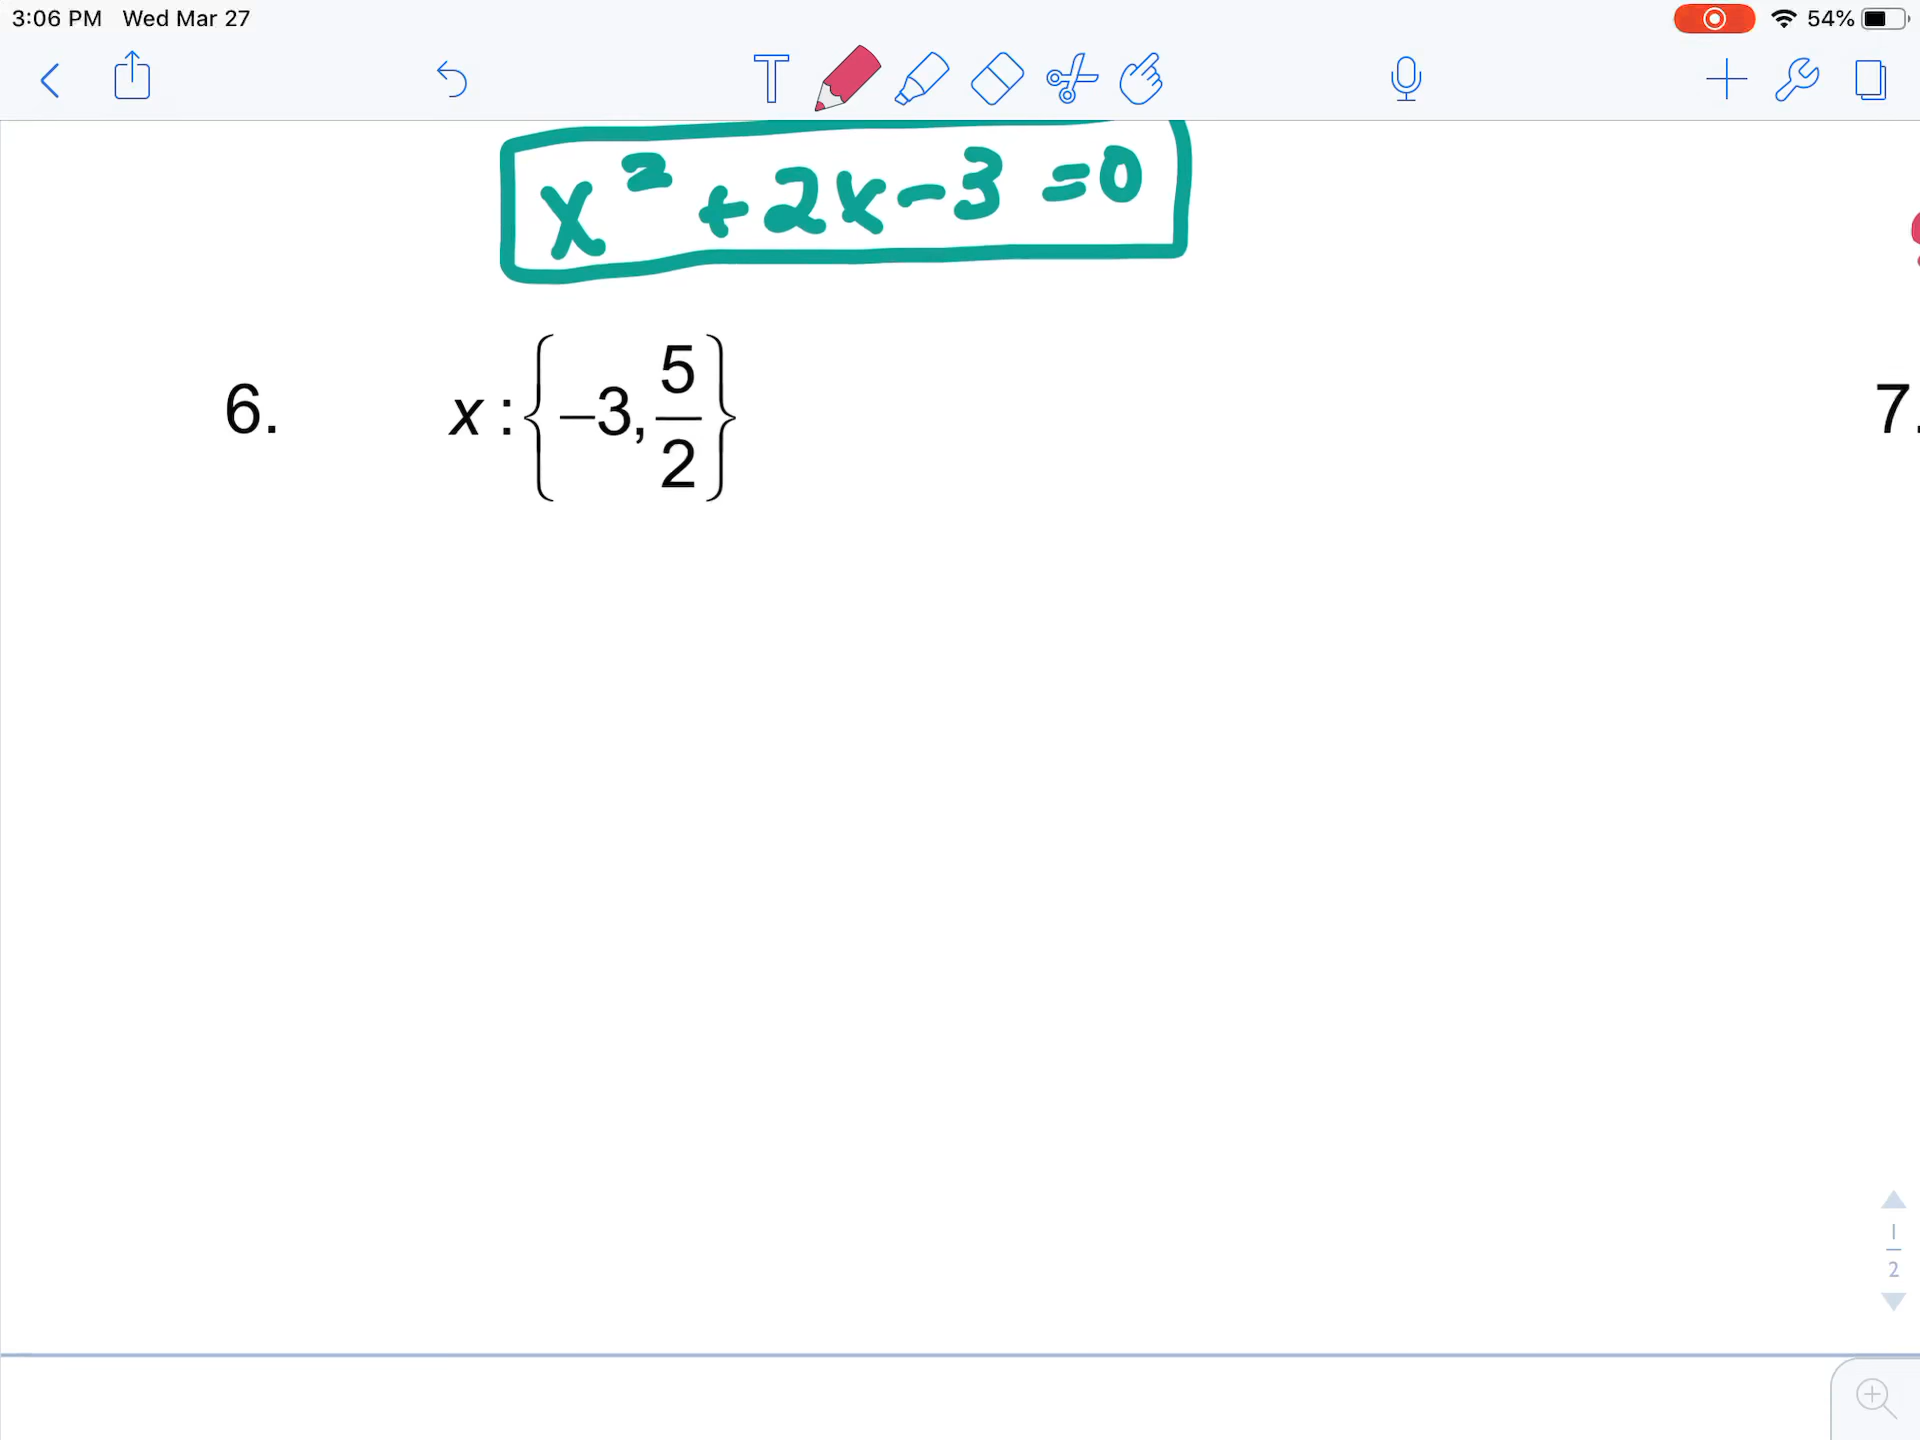 3:06 PM Wed Mar 27 54%
T
x² +2x-3 =0
6. x : {–3, 5/2} 7.
1
2